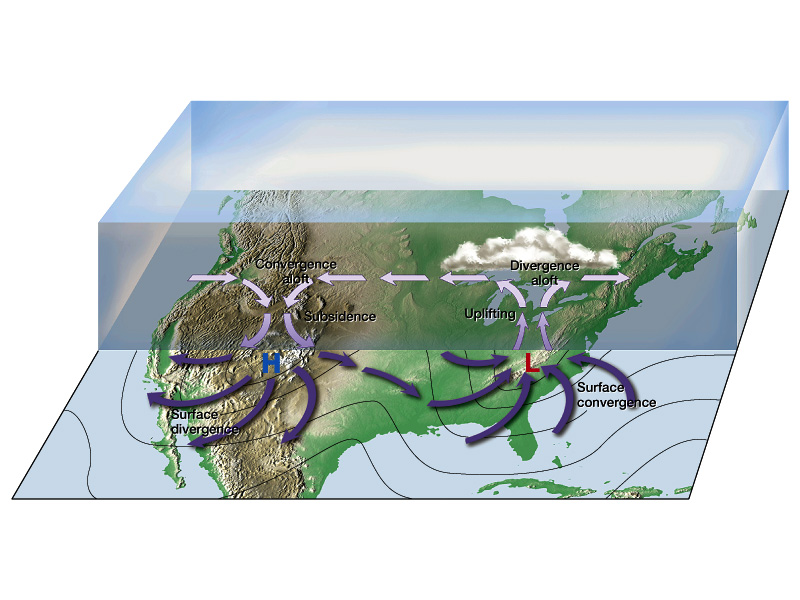 Convergence
aloft
Divergence
aloft
Subsidence
Uplifting
H
L
Surface
convergence
Surface
divergence